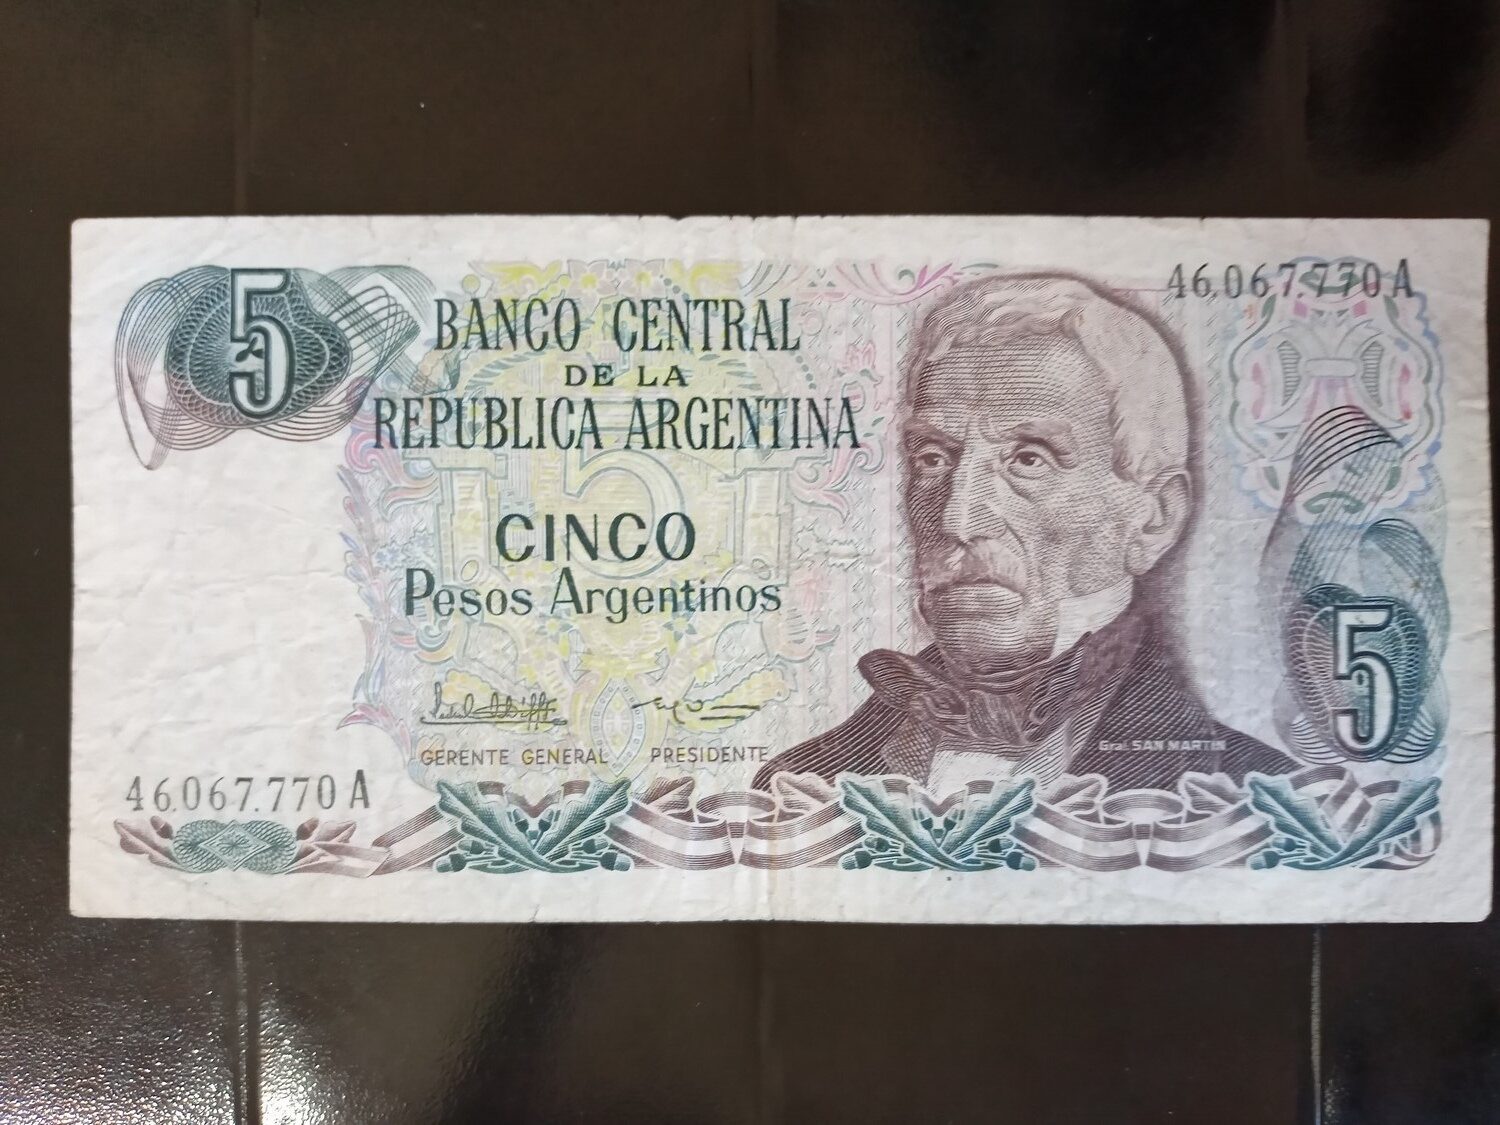 5
46.067.770 A
BANCO CENTRAL
DE LA
REPUBLICA ARGENTINA
5
CINCO
Pesos Argentinos
5
GERENTE GENERAL PRESIDENTE
Gral. SAN MARTIN
46.067.770 A